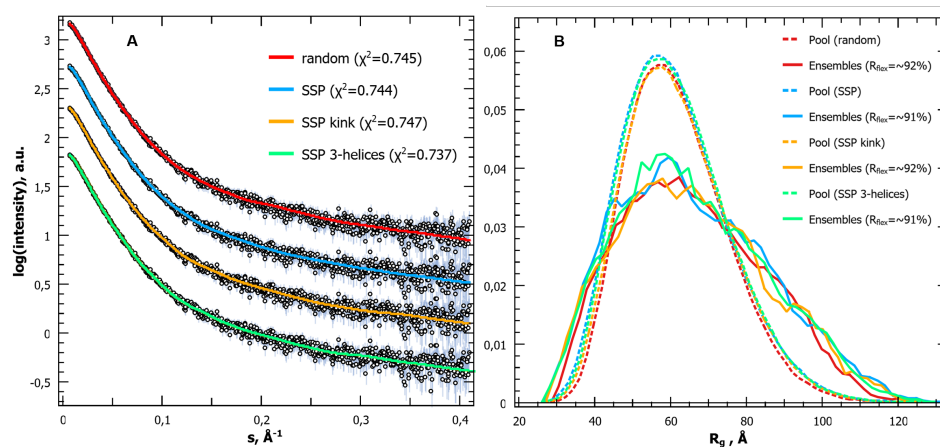 A
random (χ²=0.745)
SSP (χ²=0.744)
SSP kink (χ²=0.747)
SSP 3-helices (χ²=0.737)
log(intensity), a.u.
3
2,5
2
1,5
1
0,5
0
-0,5
0
0,1
0,2
0,3
0,4
s, Å⁻¹
B
Pool (random)
Ensembles (Rflex=~92%)
Pool (SSP)
Ensembles (Rflex=~91%)
Pool (SSP kink)
Ensembles (Rflex=~92%)
Pool (SSP 3-helices)
Ensembles (Rflex=~91%)
0,06
0,05
0,04
0,03
0,02
0,01
0
20
40
60
80
100
120
Rg , Å